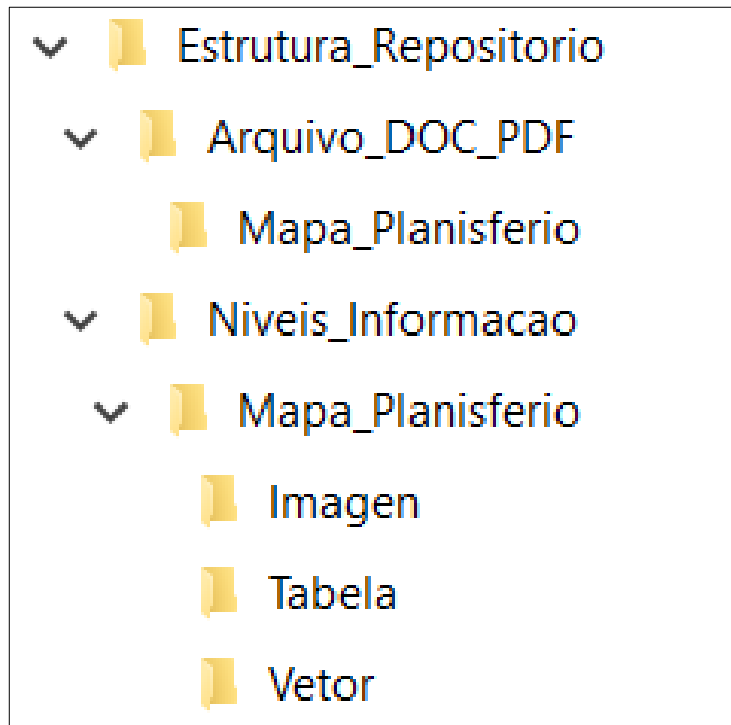 Estrutura_Repositorio
Arquivo_DOC_PDF
Mapa_Planisferio
Niveis_Informacao
Mapa_Planisferio
Imagen
Tabela
Vetor